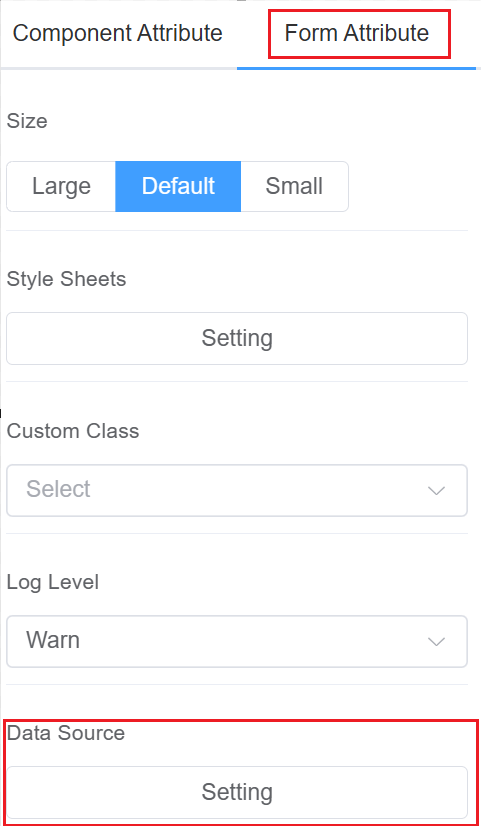 Component Attribute Form Attribute
Size
Large Default Small
Style Sheets
Setting
Custom Class
Select
Log Level
Warn
Data Source
Setting